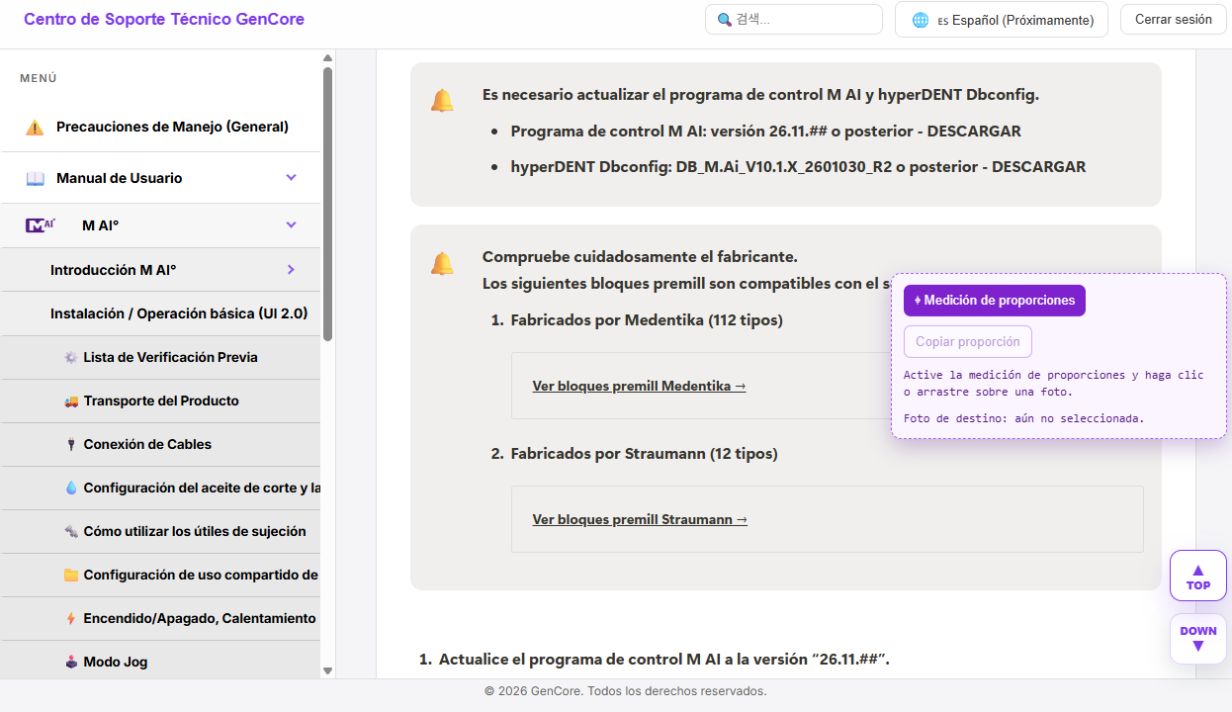 Centro de Soporte Técnico GenCore
검색...
ES Español (Próximamente)
Cerrar sesión
MENÚ
Precauciones de Manejo (General)
Manual de Usuario
M AI°
M AI°
Introducción M AI°
Instalación / Operación básica (UI 2.0)
Lista de Verificación Previa
Transporte del Producto
Conexión de Cables
Configuración del aceite de corte y la
Cómo utilizar los útiles de sujeción
Configuración de uso compartido de
Encendido/Apagado, Calentamiento
Modo Jog
Es necesario actualizar el programa de control M AI y hyperDENT Dbconfig.
• Programa de control M AI: versión 26.11.## o posterior - DESCARGAR
• hyperDENT Dbconfig: DB_M.Ai_V10.1.X_2601030_R2 o posterior - DESCARGAR
Compruebe cuidadosamente el fabricante.
Los siguientes bloques premill son compatibles con el s
1. Fabricados por Medentika (112 tipos)
Ver bloques premill Medentika →
2. Fabricados por Straumann (12 tipos)
Ver bloques premill Straumann →
1. Actualice el programa de control M AI a la versión “26.11.##”.
Medición de proporciones
Copiar proporción
Active la medición de proporciones y haga clic
o arrastre sobre una foto.
Foto de destino: aún no seleccionada.
▲
TOP
DOWN
▼
© 2026 GenCore. Todos los derechos reservados.